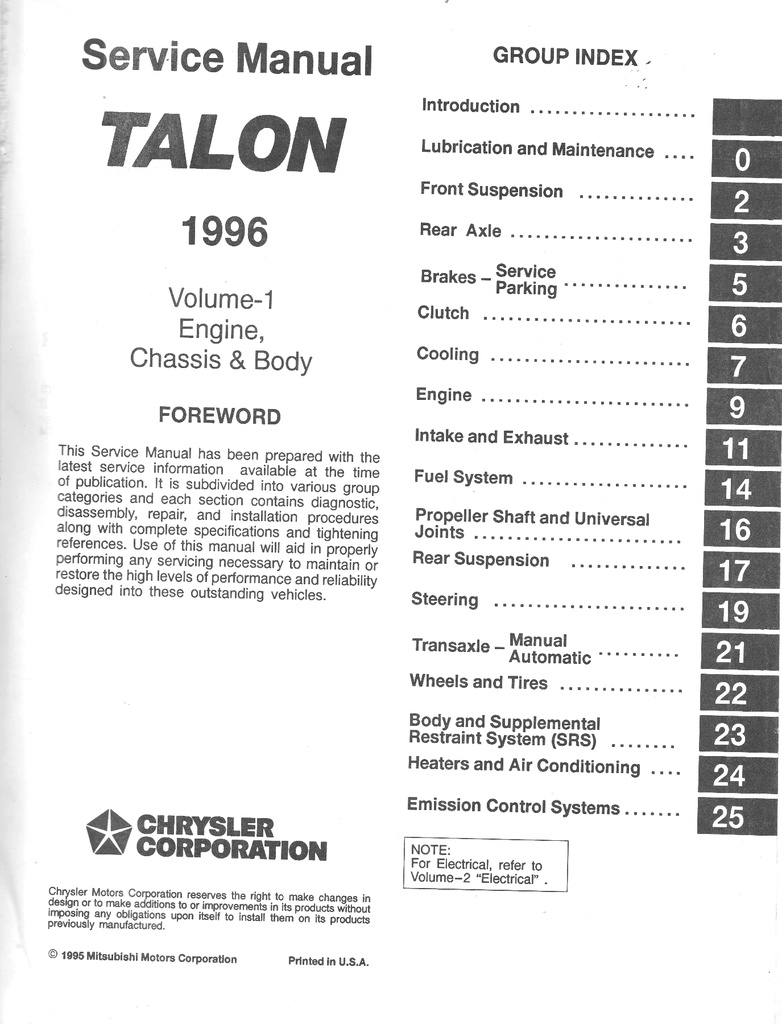 Service Manual
TALON
1996
Volume-1
Engine,
Chassis & Body
FOREWORD
This Service Manual has been prepared with the
latest service information available at the time
of publication. It is subdivided into various group
categories and each section contains diagnostic,
disassembly, repair, and installation procedures
along with complete specifications and tightening
references. Use of this manual will aid in properly
performing any servicing necessary to maintain or
restore the high levels of performance and reliability
designed into these outstanding vehicles.
CHRYSLER
CORPORATION
Chrysler Motors Corporation reserves the right to make changes in
design or to make additions to or improvements in its products without
imposing any obligations upon itself to install them on its products
previously manufactured.
© 1995 Mitsubishi Motors Corporation Printed in U.S.A.
GROUP INDEX
Introduction ....................
Lubrication and Maintenance .... 0
Front Suspension .............. 2
Rear Axle ...................... 3
Brakes – Service
Parking ............... 5
Clutch ......................... 6
Cooling ........................ 7
Engine ......................... 9
Intake and Exhaust .............. 11
Fuel System .................... 14
Propeller Shaft and Universal
Joints ......................... 16
Rear Suspension .............. 17
Steering ....................... 19
Transaxle – Manual
Automatic .......... 21
Wheels and Tires ............... 22
Body and Supplemental
Restraint System (SRS) ........ 23
Heaters and Air Conditioning .... 24
Emission Control Systems ....... 25
NOTE:
For Electrical, refer to
Volume–2 "Electrical" .